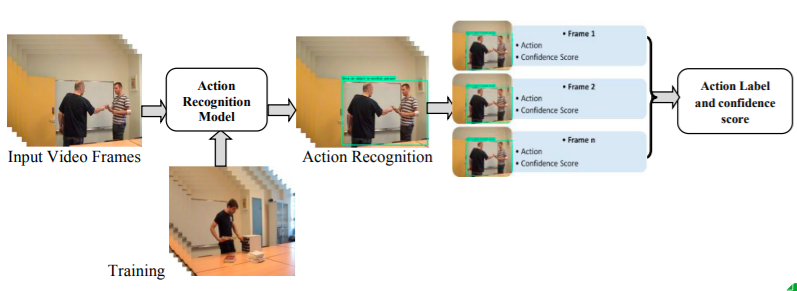 Action
Recognition
Model
Input Video Frames
Training
Action Recognition
• Frame 1
• Action
• Confidence Score
• Frame 2
• Action
• Confidence Score
• Frame n
• Action
• Confidence Score
Action Label
and confidence
score